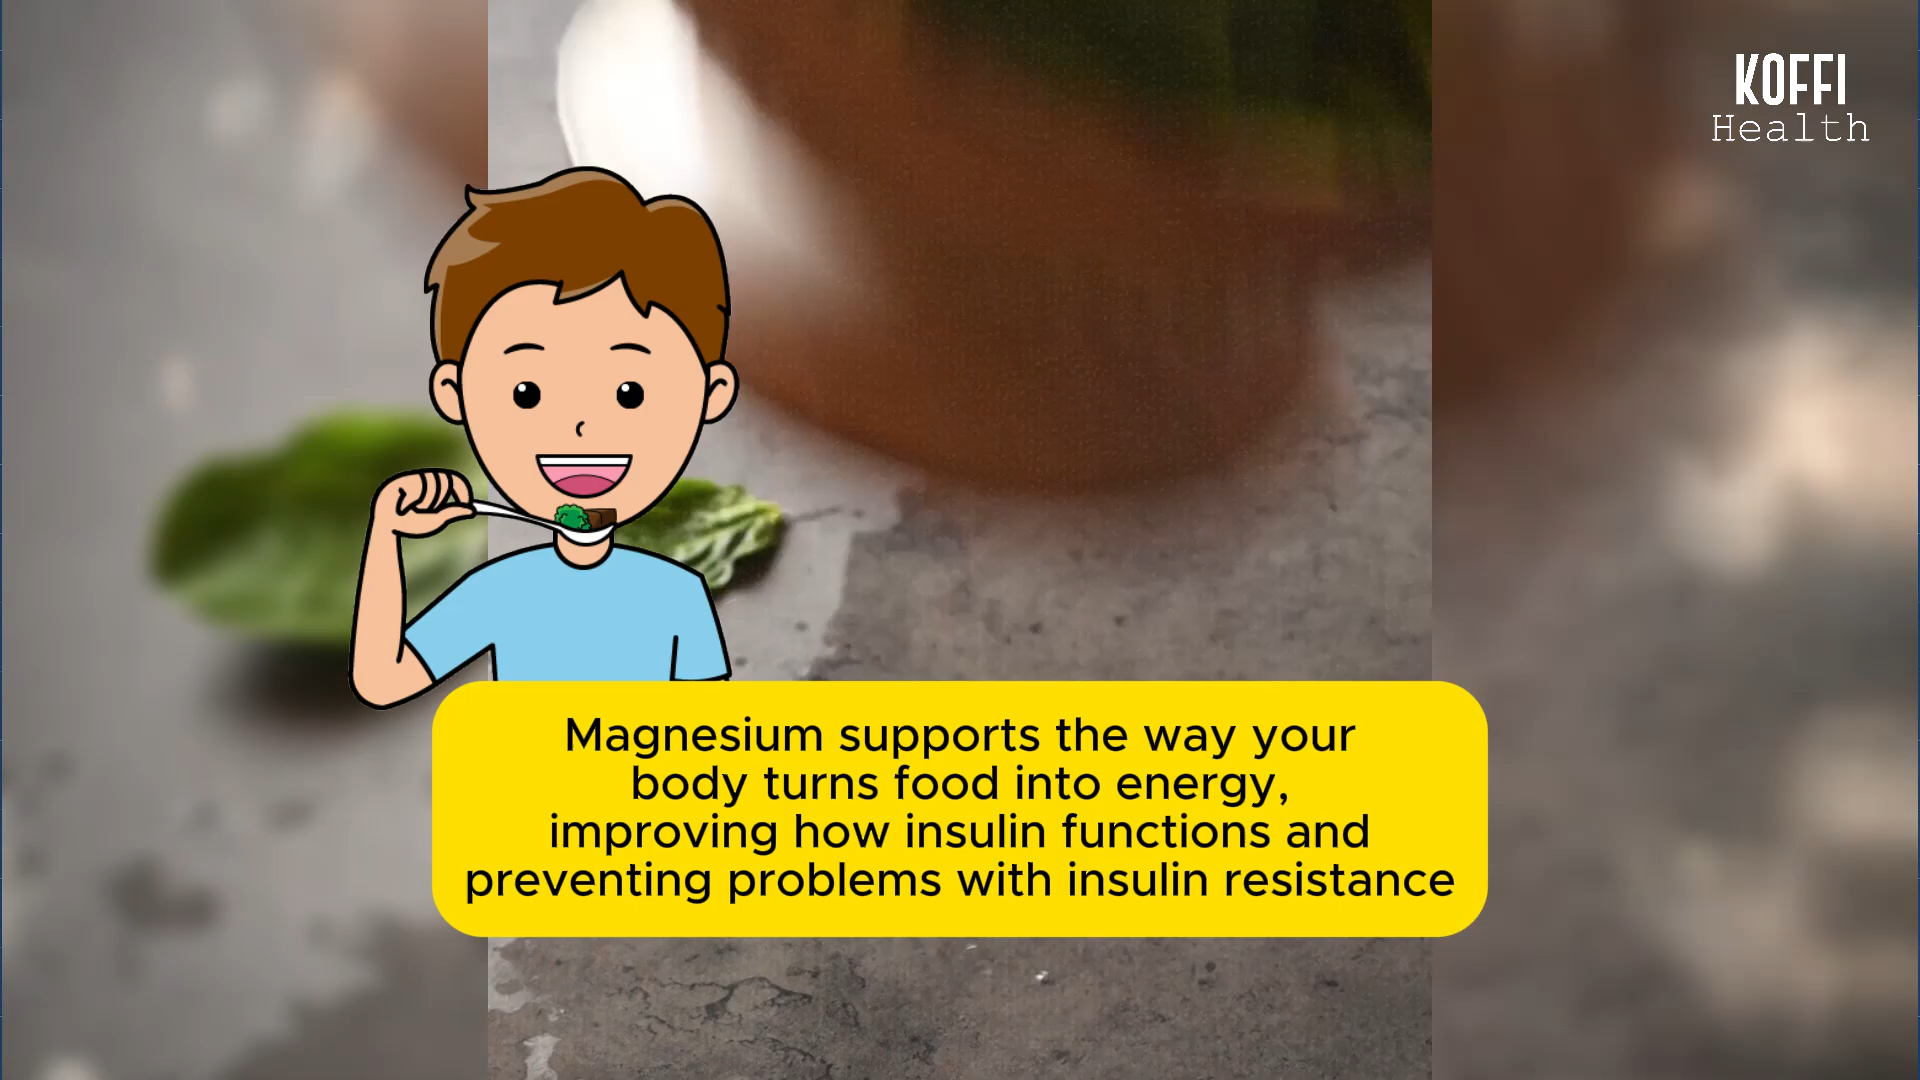 KOFFI
Health
Magnesium supports the way your
body turns food into energy,
improving how insulin functions and
preventing problems with insulin resistance